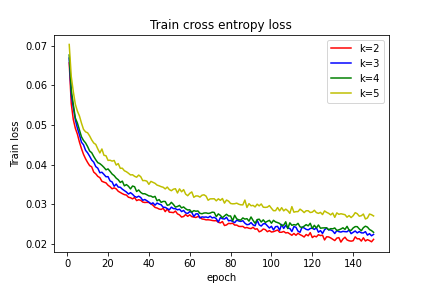 Train cross entropy loss
0.07
0.06
0.05
0.04
0.03
0.02
Train loss
k=2
k=3
k=4
k=5
0 20 40 60 80 100 120 140
epoch